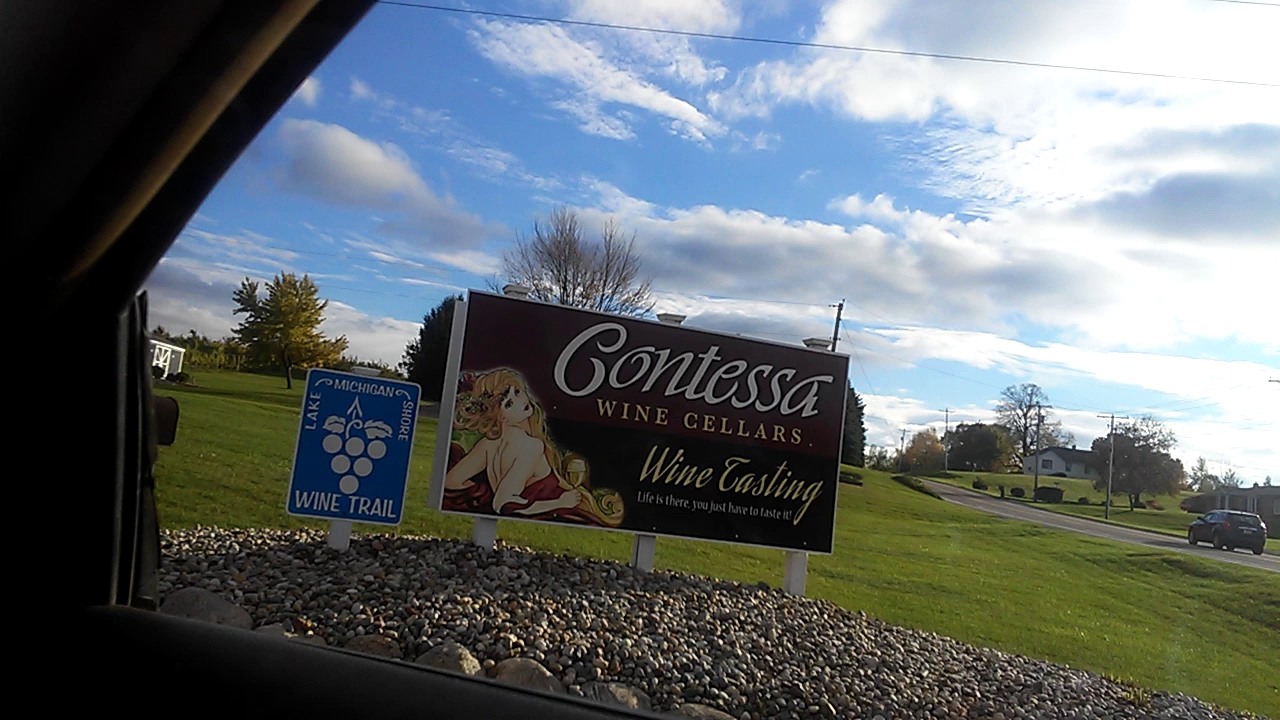 LAKE MICHIGAN SHORE
WINE TRAIL
Contessa
WINE CELLARS
Wine Tasting
Life is there, you just have to taste it!